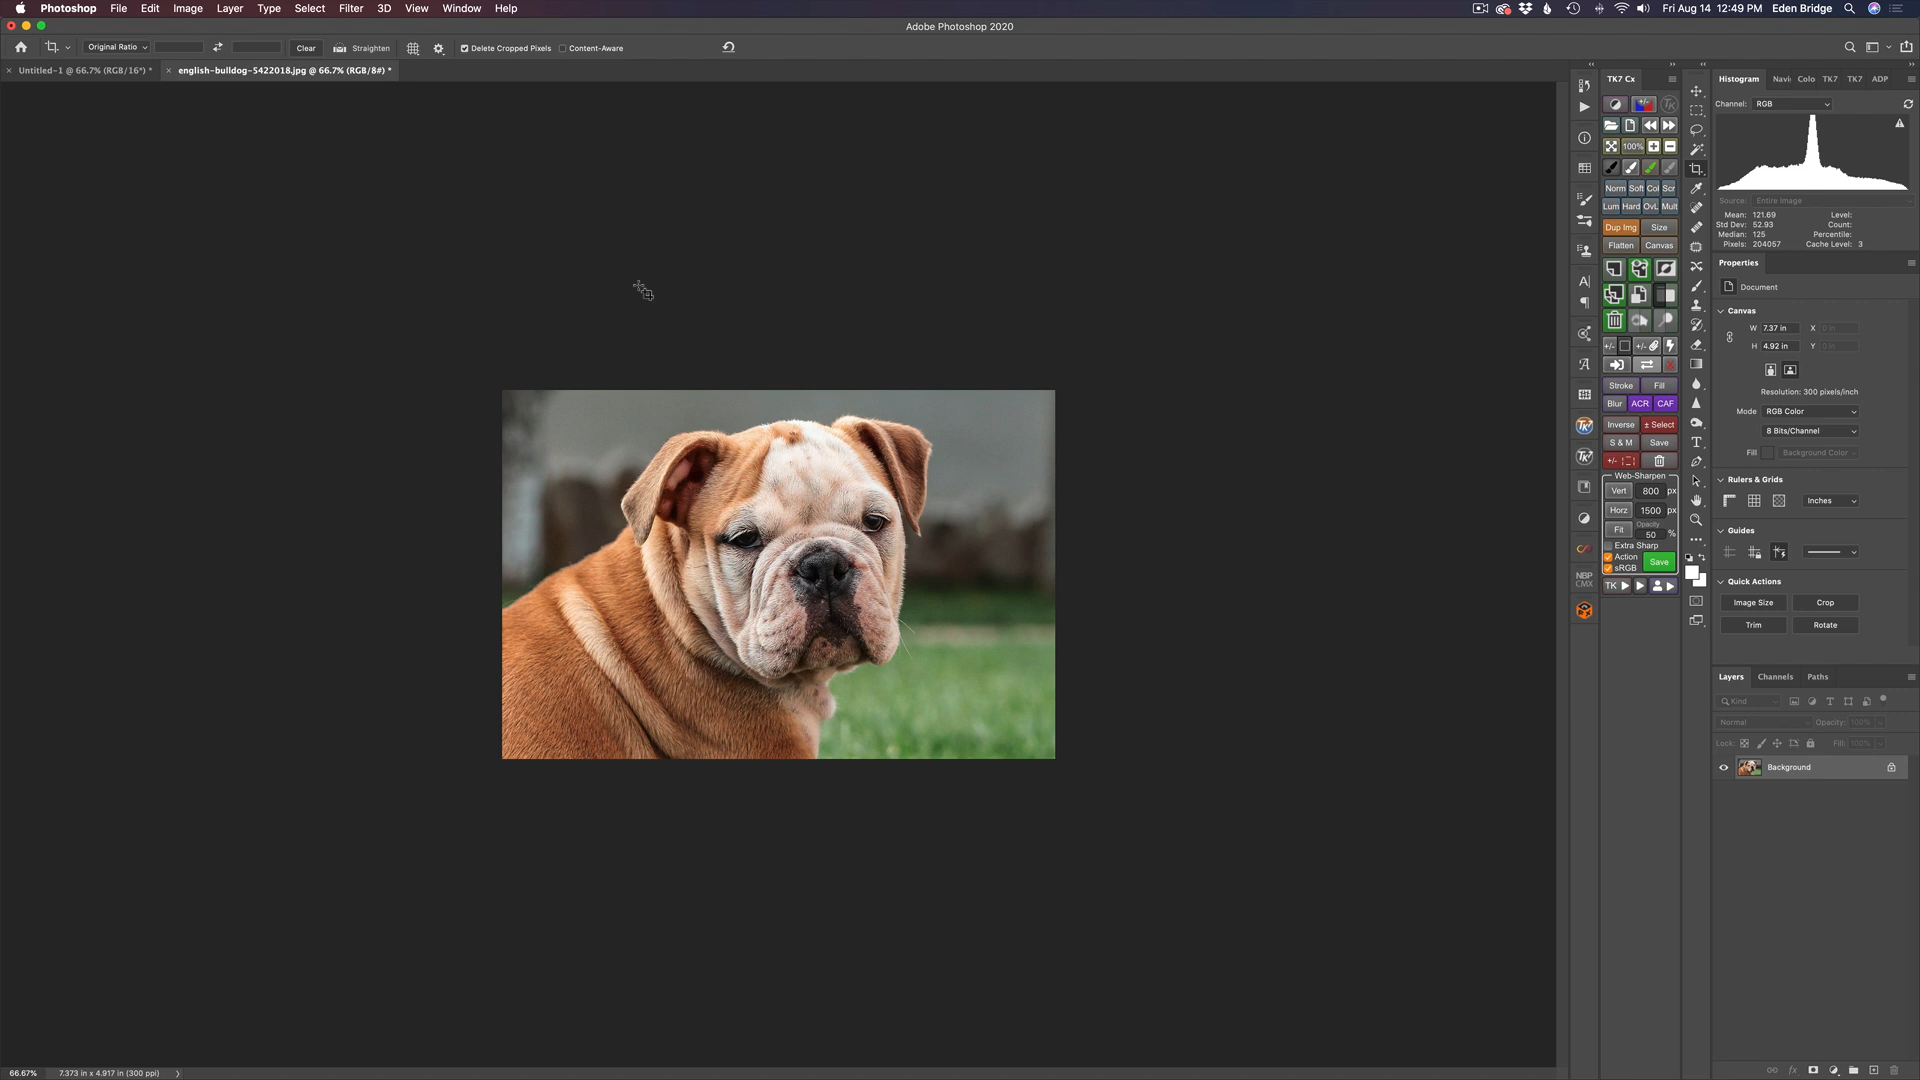 Photoshop File Edit Image Layer Type Select Filter 3D View Window Help
Fri Aug 14 12:49 PM Eden Bridge
Adobe Photoshop 2020
Original Ratio Clear Straighten Delete Cropped Pixels Content-Aware
Untitled-1 @ 66.7% (RGB/16*) *
english-bulldog-5422018.jpg @ 66.7% (RGB/8#) *
TK7 Cx
100%
Norm Soft Col Scr
Lum Hard OvL Mult
Dup Img Size
Flatten Canvas
Stroke Fill
Blur ACR CAF
Inverse ± Select
S & M Save
Web-Sharpen
Vert 800 px
Horz 1500 px
Fit Opacity 50 %
Extra Sharp
Action
sRGB
Save
TK
NBP
CMX
Histogram Navi Colo TK7 TK7 ADP
Channel: RGB
Source: Entire Image
Mean: 121.69 Level:
Std Dev: 52.93 Count:
Median: 125 Percentile:
Pixels: 204057 Cache Level: 3
Properties
Document
Canvas
W 7.37 in X 0 in
H 4.92 in Y 0 in
Resolution: 300 pixels/inch
Mode RGB Color
8 Bits/Channel
Fill Background Color
Rulers & Grids
Inches
Guides
Quick Actions
Image Size Crop
Trim Rotate
Layers Channels Paths
Kind
Normal Opacity: 100%
Lock: Fill: 100%
Background
66.67% 7.373 in x 4.917 in (300 ppi)